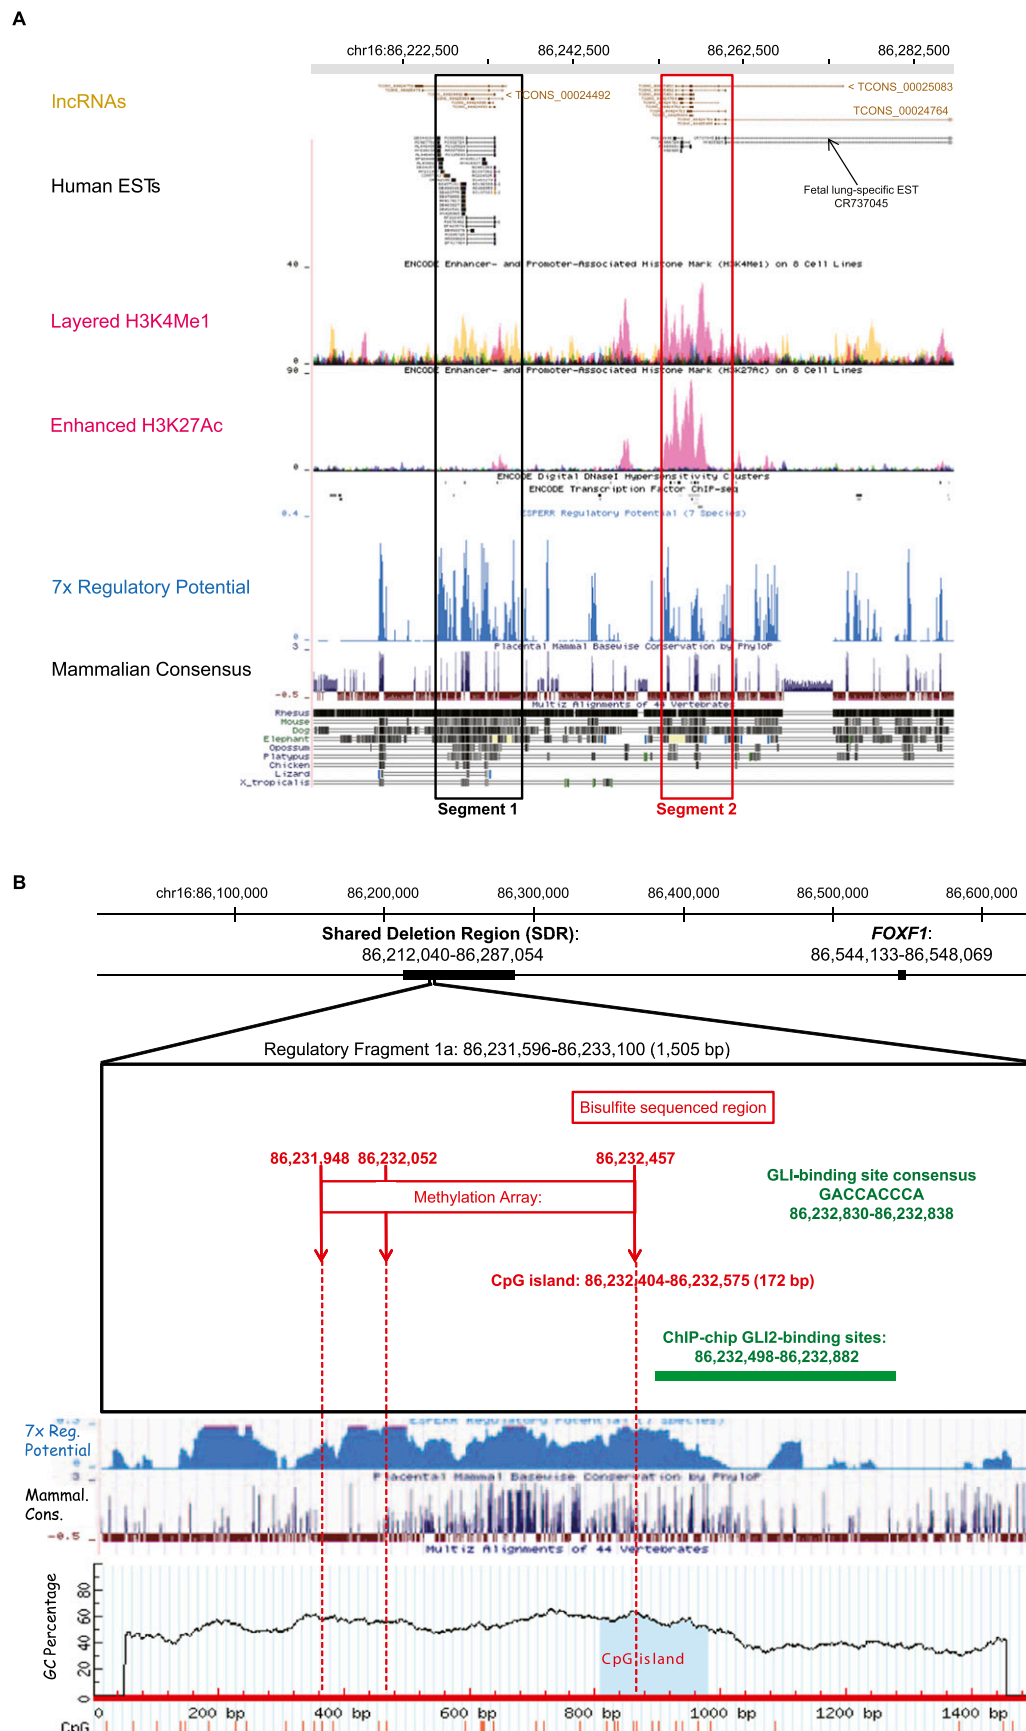 A
chr16:86,222,500 86,242,500 86,262,500 86,282,500
lncRNAs
< TCONS_00024492
< TCONS_00025083
TCONS_00024764
Human ESTs
Fetal lung-specific EST
CR737045
40
ENCODE Enhancer- and Promoter-Associated Histone Mark (H3K4Me1) on 8 Cell Lines
Layered H3K4Me1
0
ENCODE Enhancer- and Promoter-Associated Histone Mark (H3K27Ac) on 8 Cell Lines
90
Enhanced H3K27Ac
0
ENCODE Digital DNaseI Hypersensitivity Clusters
ENCODE Transcription Factor ChIP-seq
0.4
ESPERR Regulatory Potential (7 Species)
7x Regulatory Potential
0
Placental Mammal Basewise Conservation by PhyloP
3
Mammalian Consensus
-0.5
Multiz Alignments of 44 Vertebrates
Rhesus
Mouse
Dog
Elephant
Opossum
Platypus
Chicken
Lizard
X_tropicalis
Segment 1
Segment 2
B
chr16:86,100,000 86,200,000 86,300,000 86,400,000 86,500,000 86,600,000
Shared Deletion Region (SDR):
86,212,040-86,287,054
FOXF1:
86,544,133-86,548,069
Regulatory Fragment 1a: 86,231,596-86,233,100 (1,505 bp)
Bisulfite sequenced region
86,231,948 86,232,052 86,232,457
Methylation Array:
GLI-binding site consensus
GACCACCCA
86,232,830-86,232,838
CpG island: 86,232,404-86,232,575 (172 bp)
ChIP-chip GLI2-binding sites:
86,232,498-86,232,882
ESPERR Regulatory Potential (7 Species)
7x Reg.
Potential
0
Placental Mammal Basewise Conservation by PhyloP
3
Mammal.
Cons.
-0.5
Multiz Alignments of 44 Vertebrates
GC Percentage
80
60
40
20
0
CpG island
0 200 bp 400 bp 600 bp 800 bp 1000 bp 1200 bp 1400 bp
CpG